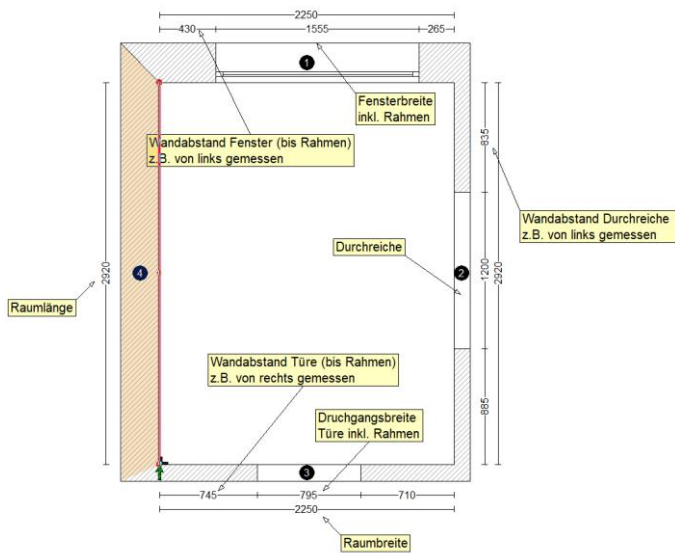 2250
430
1555
265
1
Fensterbreite
inkl. Rahmen
Wandabstand Fenster (bis Rahmen)
z.B. von links gemessen
835
Wandabstand Durchreiche
z.B. von links gemessen
Durchreiche
2920
4
2
1200
2920
Raumlänge
Wandabstand Türe (bis Rahmen)
z.B. von rechts gemessen
885
Druchgangsbreite
Türe inkl. Rahmen
3
745
795
710
2250
Raumbreite